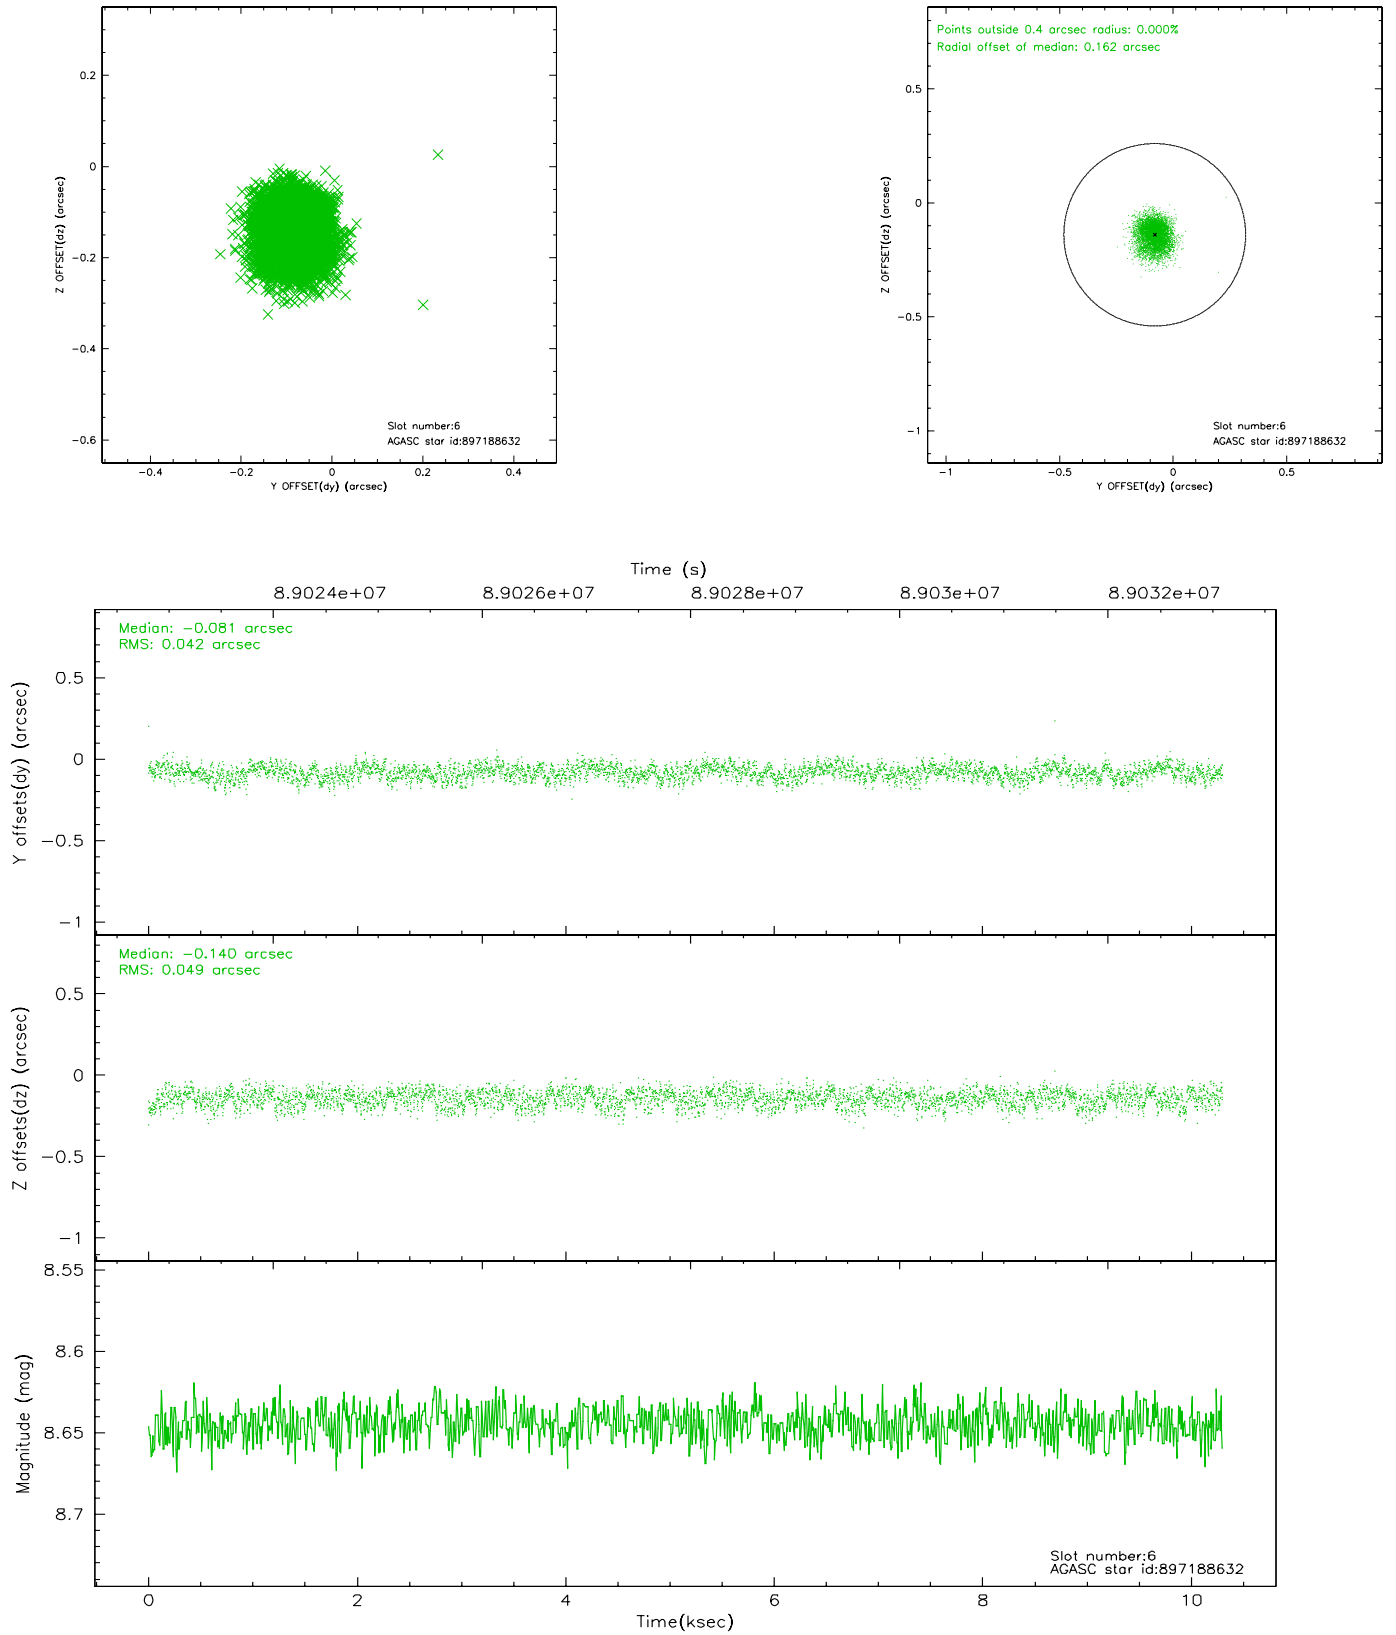 0.2
0
−0.2
−0.4
−0.6
Z OFFSET(dz) (arcsec)
Slot number:6
AGASC star id:897188632
−0.4
−0.2
0
0.2
0.4
Y OFFSET(dy) (arcsec)
Points outside 0.4 arcsec radius: 0.000%
Radial offset of median: 0.162 arcsec
0.5
0
−0.5
−1
Z OFFSET(dz) (arcsec)
Slot number:6
AGASC star id:897188632
−1
−0.5
0
0.5
Y OFFSET(dy) (arcsec)
Time (s)
8.9024e+07
8.9026e+07
8.9028e+07
8.903e+07
8.9032e+07
Median: −0.081 arcsec
RMS: 0.042 arcsec
0.5
0
−0.5
−1
Y offsets(dy) (arcsec)
Median: −0.140 arcsec
RMS: 0.049 arcsec
0.5
0
−0.5
−1
Z offsets(dz) (arcsec)
8.55
8.6
8.65
8.7
Magnitude (mag)
Slot number:6
AGASC star id:897188632
0
2
4
6
8
10
Time(ksec)